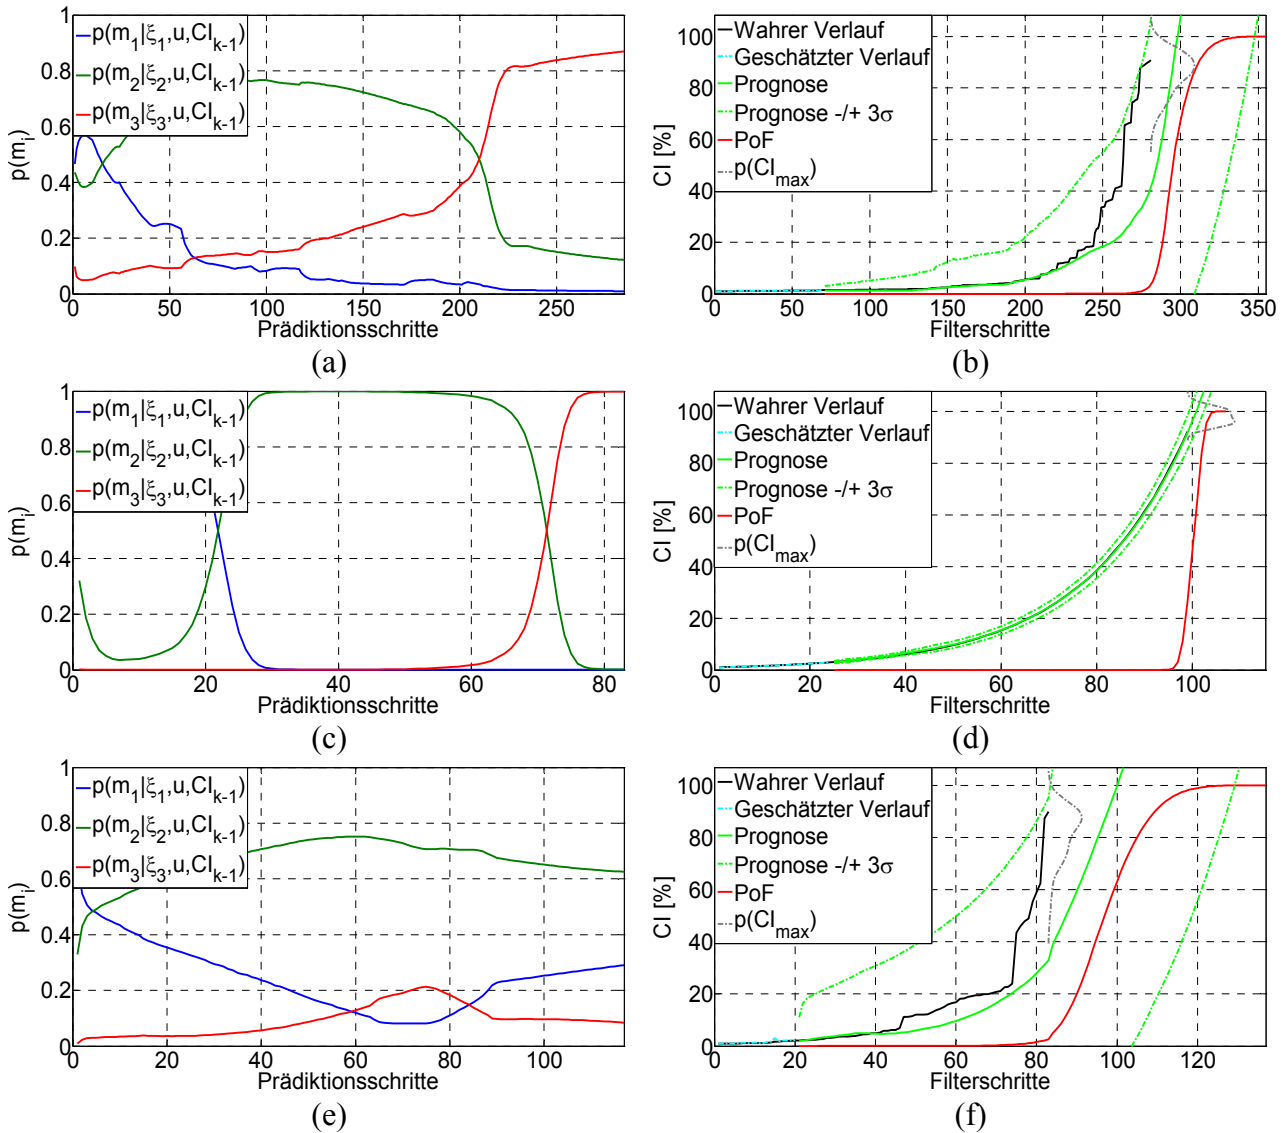 1
0.8
0.6
0.4
0.2
0
p(m1|ξ1,u,CIk-1)
p(m2|ξ2,u,CIk-1)
p(m3|ξ3,u,CIk-1)
p(mi)
50 100 150 200 250
Prädiktionsschritte
(a)
100
80
60
40
20
0
Wahrer Verlauf
Geschätzter Verlauf
Prognose
Prognose -/+ 3σ
PoF
p(CImax)
CI [%]
50 100 150 200 250 300 350
Filterschritte
(b)
1
0.8
0.6
0.4
0.2
0
p(m1|ξ1,u,CIk-1)
p(m2|ξ2,u,CIk-1)
p(m3|ξ3,u,CIk-1)
p(mi)
20 40 60 80
Prädiktionsschritte
(c)
100
80
60
40
20
0
Wahrer Verlauf
Geschätzter Verlauf
Prognose
Prognose -/+ 3σ
PoF
p(CImax)
CI [%]
20 40 60 80 100
Filterschritte
(d)
1
0.8
0.6
0.4
0.2
0
p(m1|ξ1,u,CIk-1)
p(m2|ξ2,u,CIk-1)
p(m3|ξ3,u,CIk-1)
p(mi)
20 40 60 80 100
Prädiktionsschritte
(e)
100
80
60
40
20
0
Wahrer Verlauf
Geschätzter Verlauf
Prognose
Prognose -/+ 3σ
PoF
p(CImax)
CI [%]
20 40 60 80 100 120
Filterschritte
(f)